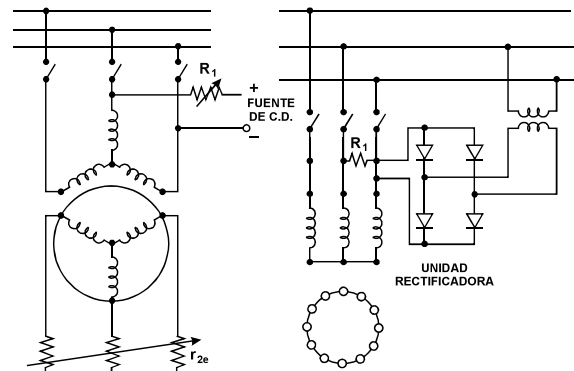 R1
+
FUENTE
DE C.D.
−
r2e
R1
UNIDAD
RECTIFICADORA